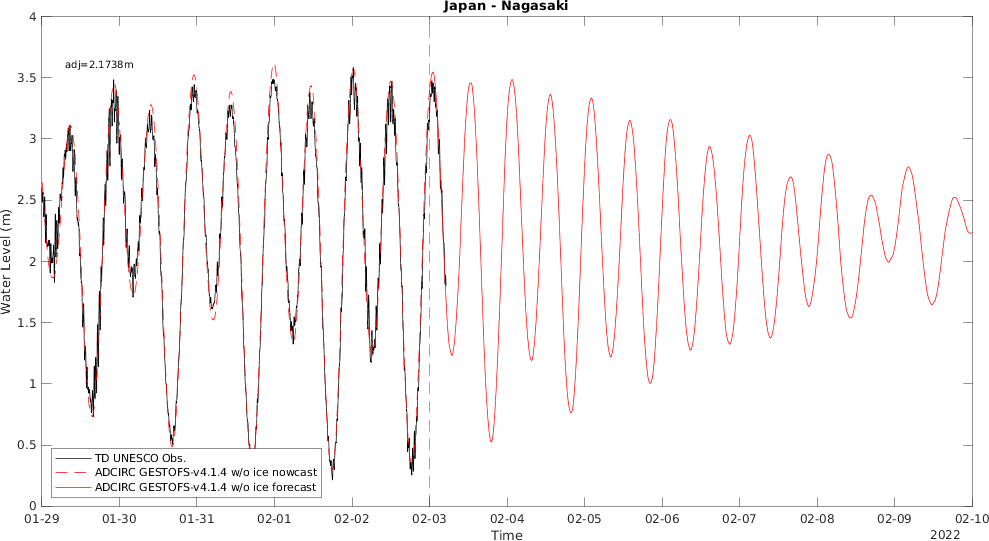 Japan - Nagasaki
adj=2.1738m
4
3.5
3
2.5
2
1.5
1
0.5
0
Water Level (m)
TD UNESCO Obs.
ADCIRC GESTOFS-v4.1.4 w/o ice nowcast
ADCIRC GESTOFS-v4.1.4 w/o ice forecast
01-29 01-30 01-31 02-01 02-02 02-03 02-04 02-05 02-06 02-07 02-08 02-09 02-10
Time
2022